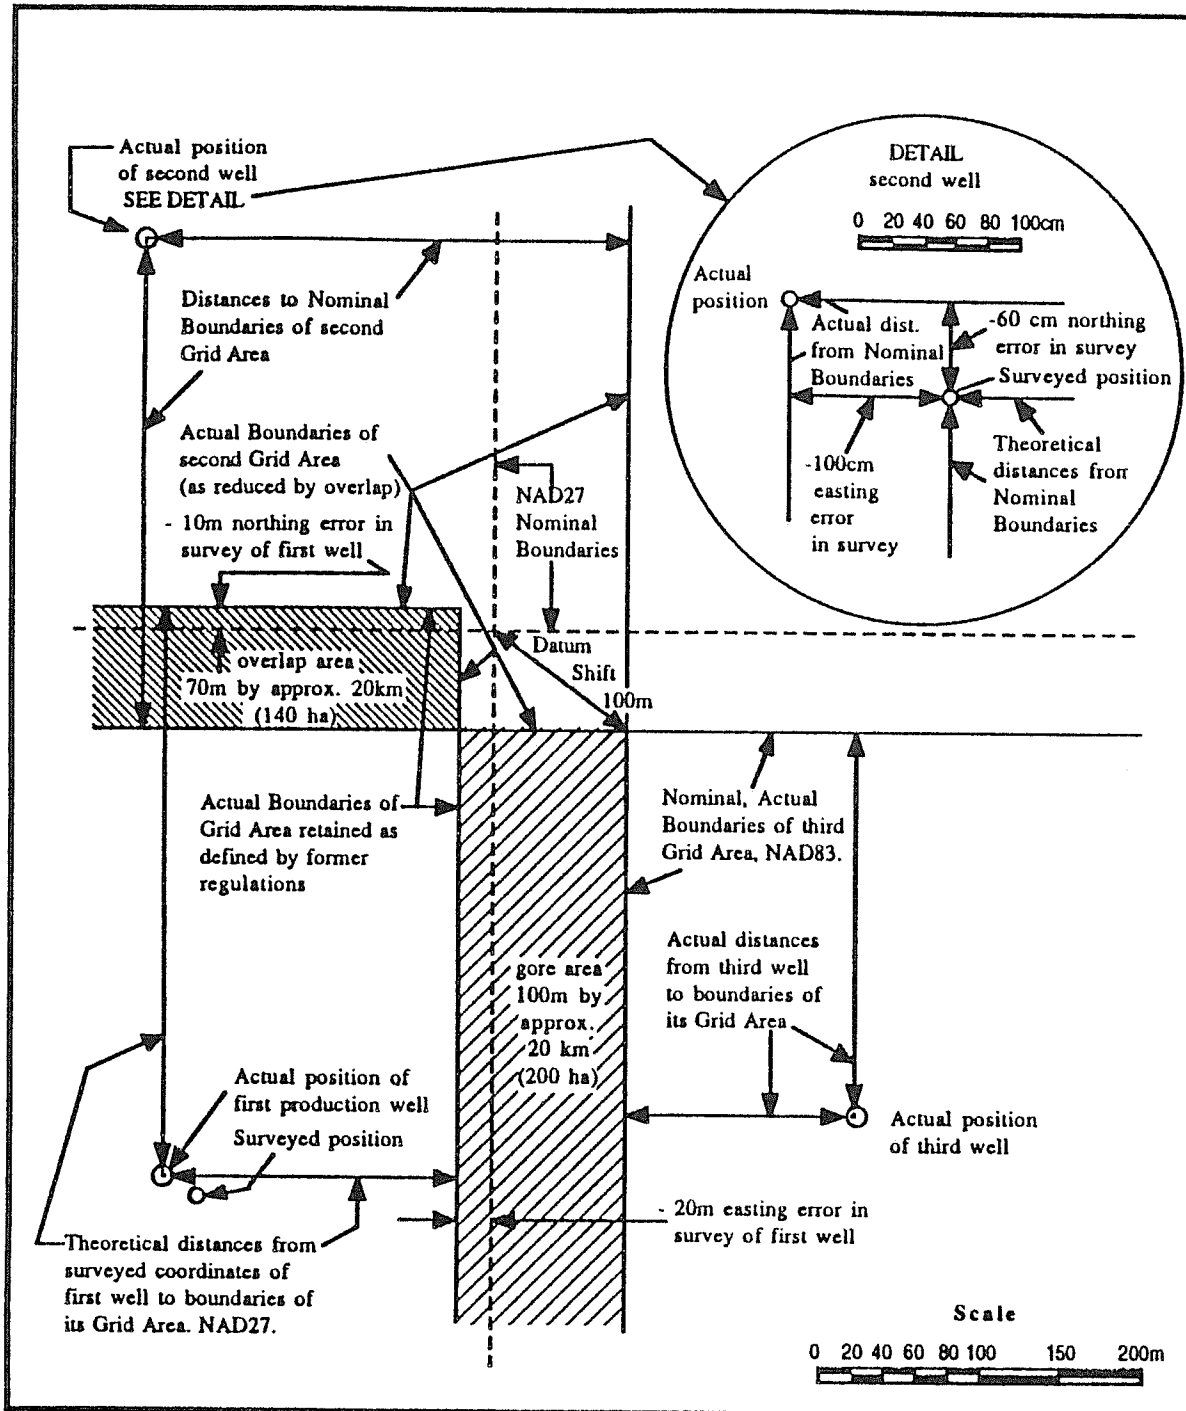 Actual position
of second well
SEE DETAIL
DETAIL
second well
0 20 40 60 80 100cm
Actual
position
Actual dist.
from Nominal
Boundaries
-60 cm northing
error in survey
Surveyed position
-100cm
easting
error
in survey
Theoretical
distances from
Nominal
Boundaries
Distances to Nominal
Boundaries of second
Grid Area
Actual Boundaries of
second Grid Area
(as reduced by overlap)
- 10m northing error in
survey of first well
NAD27
Nominal
Boundaries
overlap area
70m by approx. 20km
(140 ha)
Datum
Shift
100m
Actual Boundaries of
Grid Area retained as
defined by former
regulations
Nominal, Actual
Boundaries of third
Grid Area, NAD83.
gore area
100m by
approx.
20 km
(200 ha)
Actual distances
from third well
to boundaries of
its Grid Area
Actual position of
first production well
Surveyed position
Actual position
of third well
- 20m easting error in
survey of first well
Theoretical distances from
surveyed coordinates of
first well to boundaries of
its Grid Area. NAD27.
Scale
0 20 40 60 80 100 150 200m